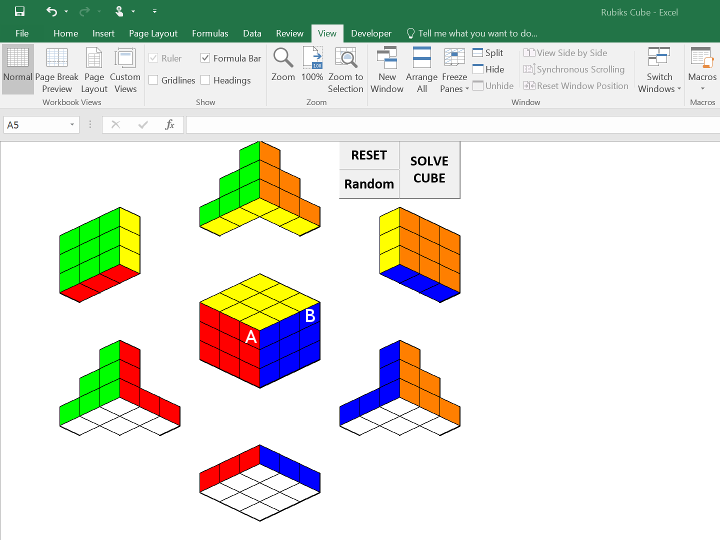 Rubiks Cube - Excel
File Home Insert Page Layout Formulas Data Review View Developer Tell me what you want to do...
Normal
Page Break Preview
Page Layout
Custom Views
Workbook Views
Ruler
Formula Bar
Gridlines
Headings
Show
Zoom
100%
Zoom to Selection
Zoom
New Window
Arrange All
Freeze Panes
Split
Hide
Unhide
View Side by Side
Synchronous Scrolling
Reset Window Position
Window
Switch Windows
Macros
Macros
A5
fx
RESET
Random
SOLVE
CUBE
A
B